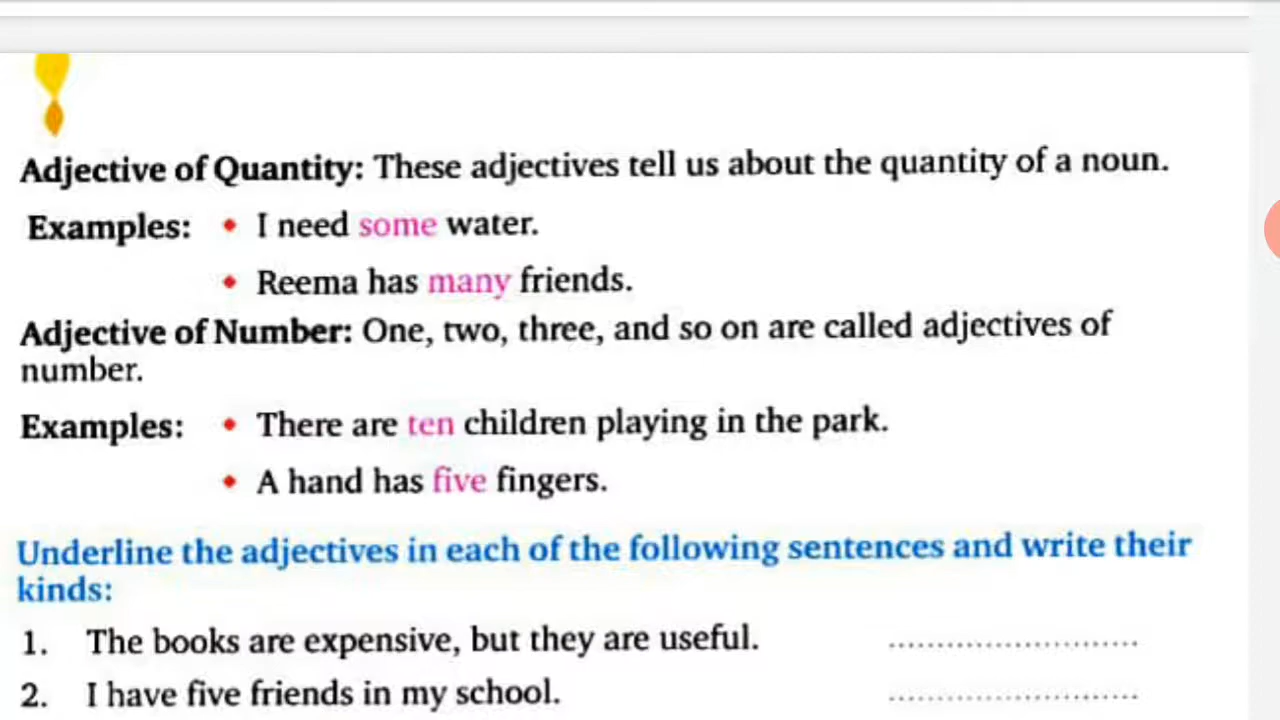 Adjective of Quantity: These adjectives tell us about the quantity of a noun.
Examples: • I need some water.
• Reema has many friends.
Adjective of Number: One, two, three, and so on are called adjectives of
number.
Examples: • There are ten children playing in the park.
• A hand has five fingers.
Underline the adjectives in each of the following sentences and write their
kinds:
1. The books are expensive, but they are useful. ..........................
2. I have five friends in my school. ..........................